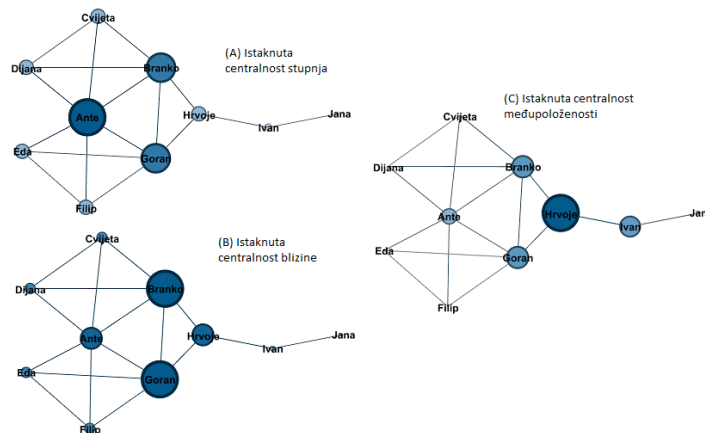 Cvijeta
Dijana
Branko
(A) Istaknuta
centralnost stupnja
Ante
Hrvoje
Ivan
Jana
Eda
Goran
Filip
(B) Istaknuta
centralnost blizine
Cvijeta
Dijana
Branko
Ante
Hrvoje
Ivan
Jana
Eda
Goran
Filip
(C) Istaknuta centralnost
međupoloženosti
Cvijeta
Dijana
Branko
Ante
Hrvoje
Ivan
Jar
Eda
Goran
Filip